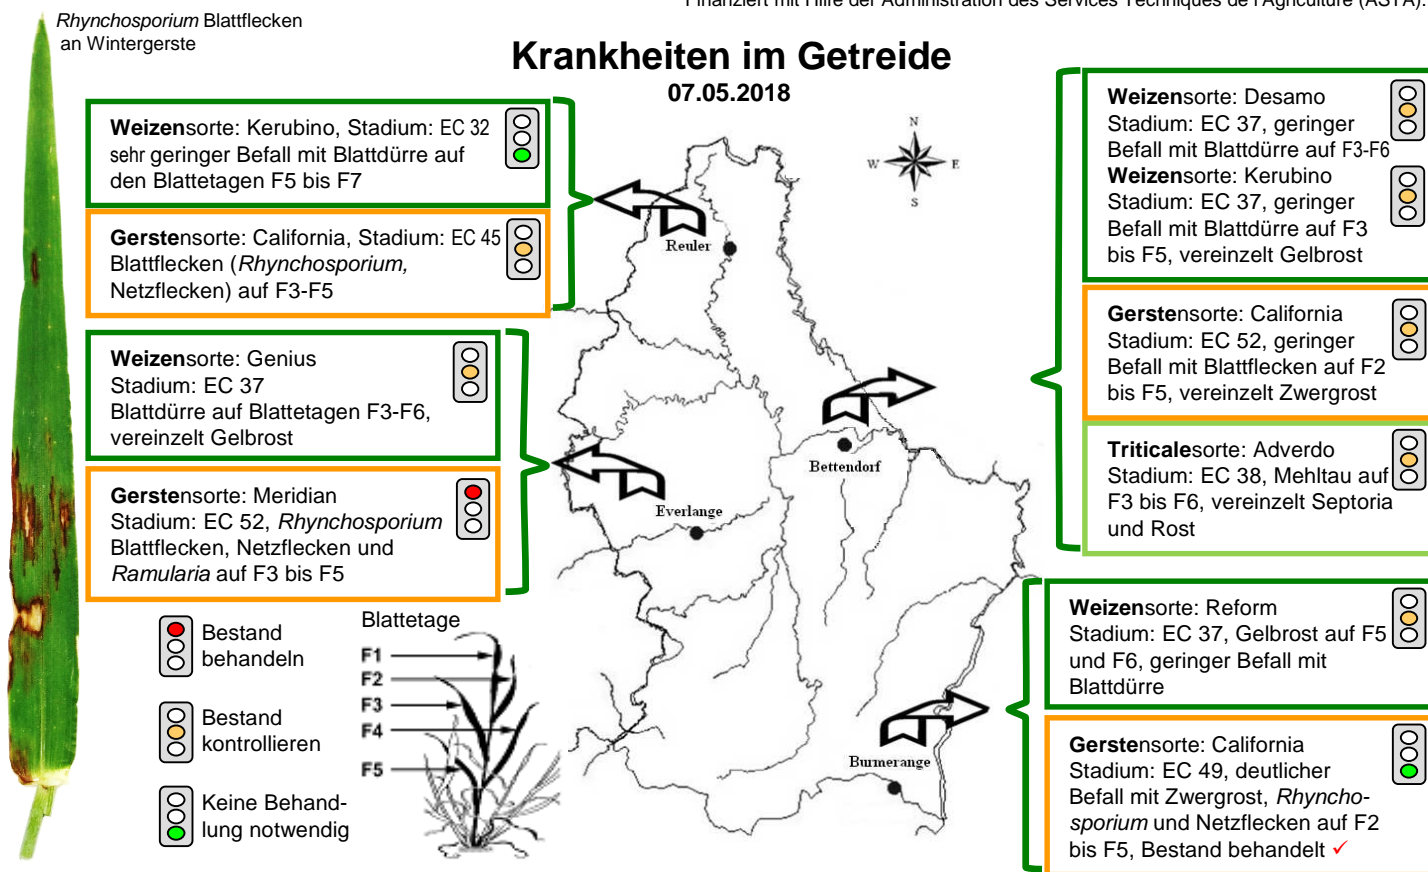 Finanziert mit Hilfe der Administration des Services Techniques de l'Agriculture (ASTA).
Rhynchosporium Blattflecken
an Wintergerste
Krankheiten im Getreide
07.05.2018
Weizensorte: Kerubino, Stadium: EC 32
sehr geringer Befall mit Blattdürre auf
den Blattetagen F5 bis F7
Gerstensorte: California, Stadium: EC 45
Blattflecken (Rhynchosporium,
Netzflecken) auf F3-F5
Weizensorte: Genius
Stadium: EC 37
Blattdürre auf Blattetagen F3-F6,
vereinzelt Gelbrost
Gerstensorte: Meridian
Stadium: EC 52, Rhynchosporium
Blattflecken, Netzflecken und
Ramularia auf F3 bis F5
Bestand
behandeln
Bestand
kontrollieren
Keine Behand-
lung notwendig
Blattetage
F1
F2
F3
F4
F5
N
W
E
S
Reuler
Bettendorf
Everlange
Burmerange
Weizensorte: Desamo
Stadium: EC 37, geringer
Befall mit Blattdürre auf F3-F6
Weizensorte: Kerubino
Stadium: EC 37, geringer
Befall mit Blattdürre auf F3
bis F5, vereinzelt Gelbrost
Gerstensorte: California
Stadium: EC 52, geringer
Befall mit Blattflecken auf F2
bis F5, vereinzelt Zwergrost
Triticalesorte: Adverdo
Stadium: EC 38, Mehltau auf
F3 bis F6, vereinzelt Septoria
und Rost
Weizensorte: Reform
Stadium: EC 37, Gelbrost auf F5
und F6, geringer Befall mit
Blattdürre
Gerstensorte: California
Stadium: EC 49, deutlicher
Befall mit Zwergrost, Rhyncho-
sporium und Netzflecken auf F2
bis F5, Bestand behandelt ✓